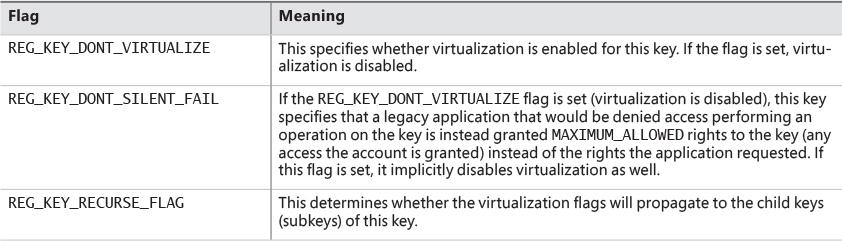 Flag Meaning
REG_KEY_DONT_VIRTUALIZE This specifies whether virtualization is enabled for this key. If the flag is set, virtu-
alization is disabled.
REG_KEY_DONT_SILENT_FAIL If the REG_KEY_DONT_VIRTUALIZE flag is set (virtualization is disabled), this key
specifies that a legacy application that would be denied access performing an
operation on the key is instead granted MAXIMUM_ALLOWED rights to the key (any
access the account is granted) instead of the rights the application requested. If
this flag is set, it implicitly disables virtualization as well.
REG_KEY_RECURSE_FLAG This determines whether the virtualization flags will propagate to the child keys
(subkeys) of this key.